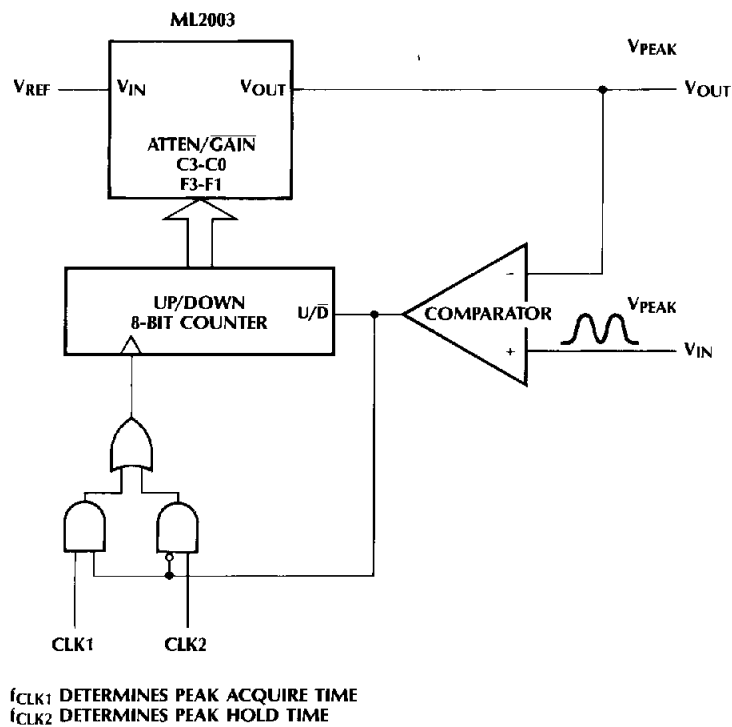 ML2003
VPEAK
VREF
VIN
VOUT
VOUT
ATTEN/G̅A̅I̅N̅
C3-C0
F3-F1
UP/DOWN
8-BIT COUNTER
U/D̅
COMPARATOR
−
+
VPEAK
VIN
CLK1
CLK2
fCLK1 DETERMINES PEAK ACQUIRE TIME
fCLK2 DETERMINES PEAK HOLD TIME